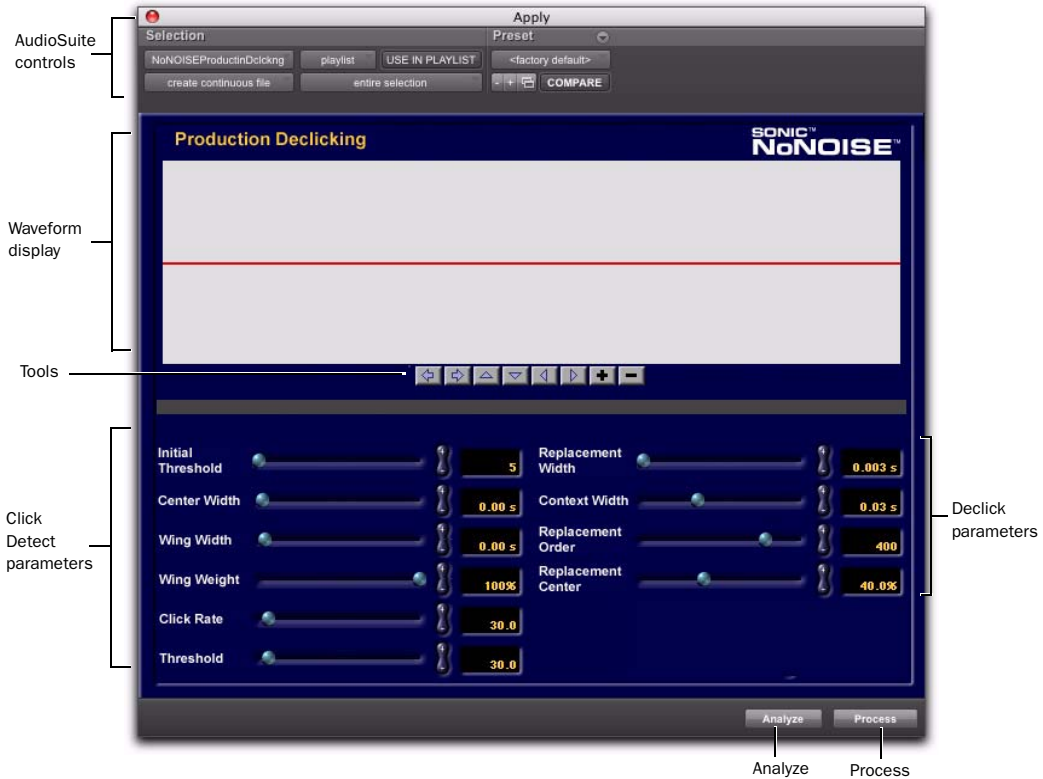 Apply
AudioSuite
controls
Selection
Preset
NoNOISEProductinDclckng
playlist
USE IN PLAYLIST
<factory default>
create continuous file
entire selection
- +
COMPARE
Production Declicking
SONIC™
NoNOISE™
Waveform
display
Tools
Click
Detect
parameters
Initial
Threshold
5
Center Width
0.00 s
Wing Width
0.00 s
Wing Weight
100%
Click Rate
30.0
Threshold
30.0
Replacement
Width
0.003 s
Context Width
0.03 s
Replacement
Order
400
Replacement
Center
40.0%
Declick
parameters
Analyze
Process
Analyze
Process